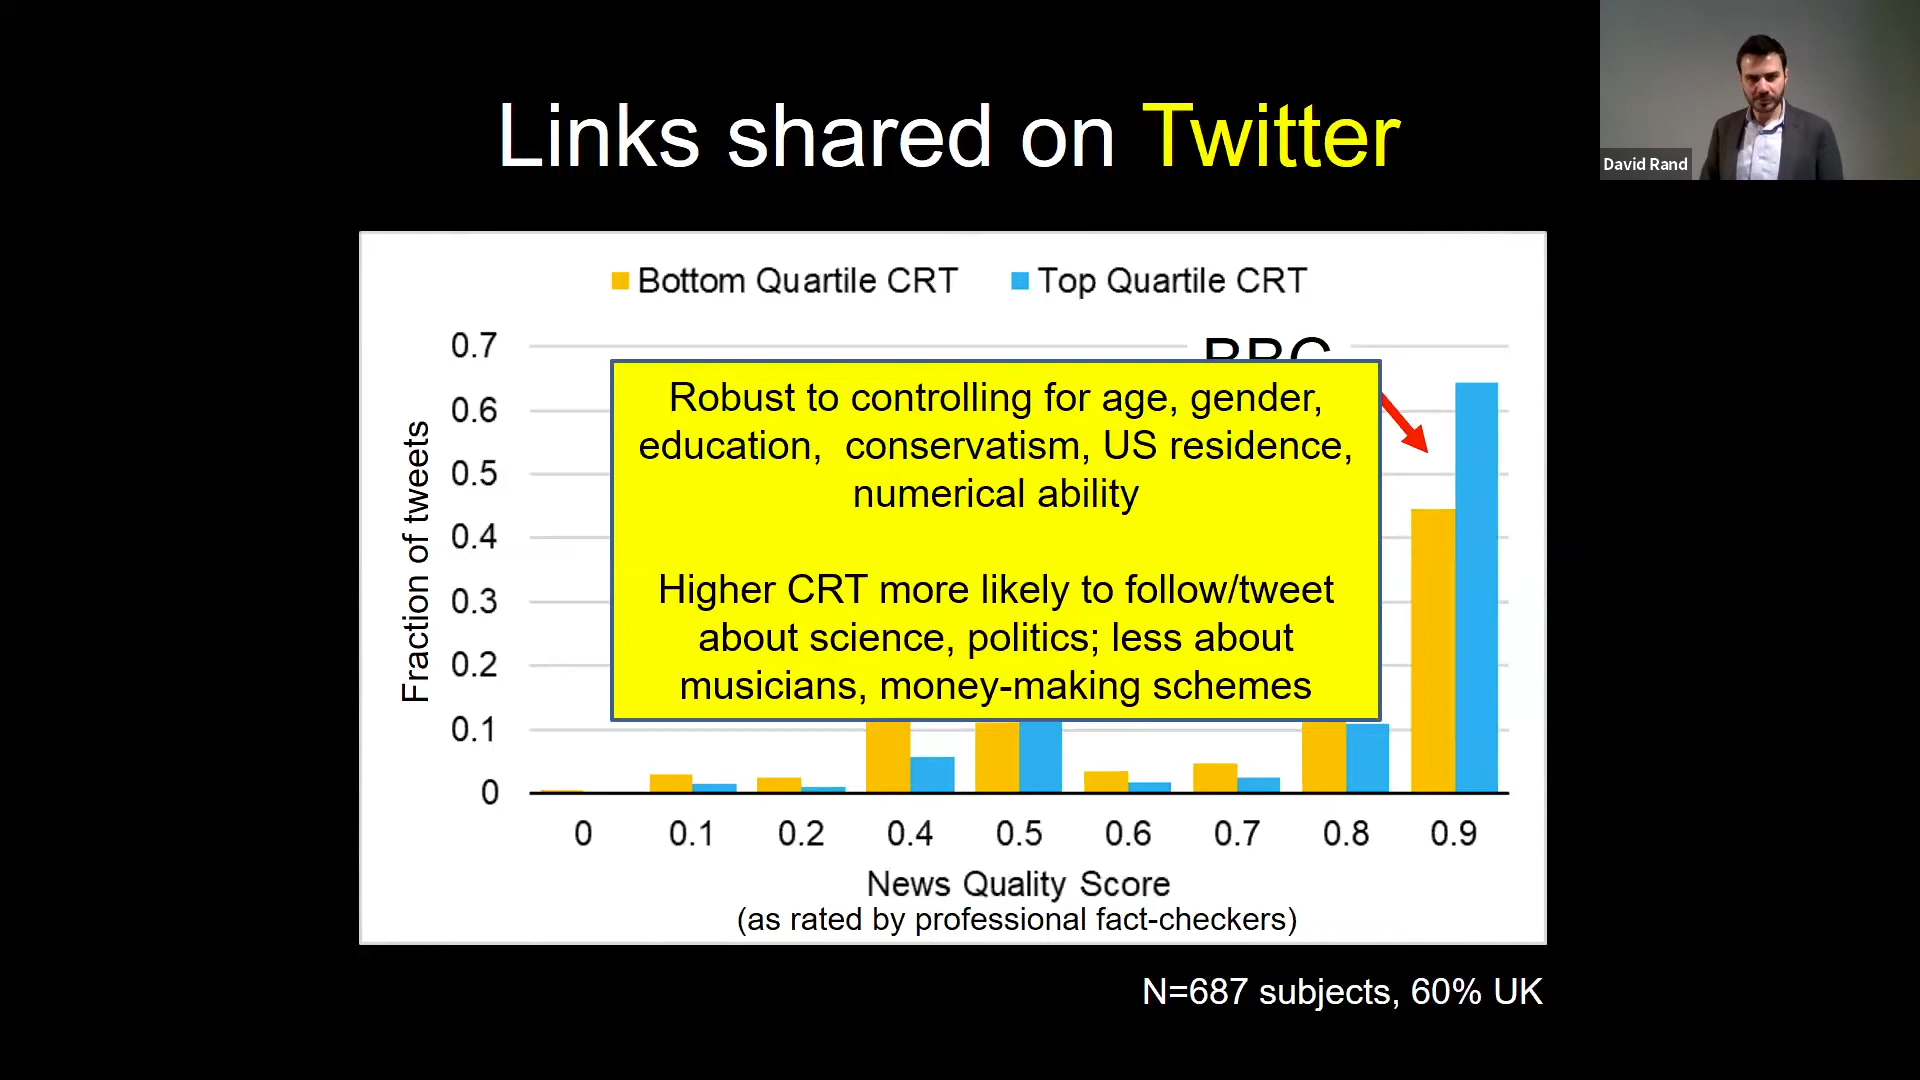 Links shared on Twitter
David Rand
Bottom Quartile CRT
Top Quartile CRT
0.7
0.6
0.5
0.4
0.3
0.2
0.1
0
Fraction of tweets
BBC
Robust to controlling for age, gender,
education,  conservatism, US residence,
numerical ability
Higher CRT more likely to follow/tweet
about science, politics; less about
musicians, money-making schemes
0 0.1 0.2 0.4 0.5 0.6 0.7 0.8 0.9
News Quality Score
(as rated by professional fact-checkers)
N=687 subjects, 60% UK